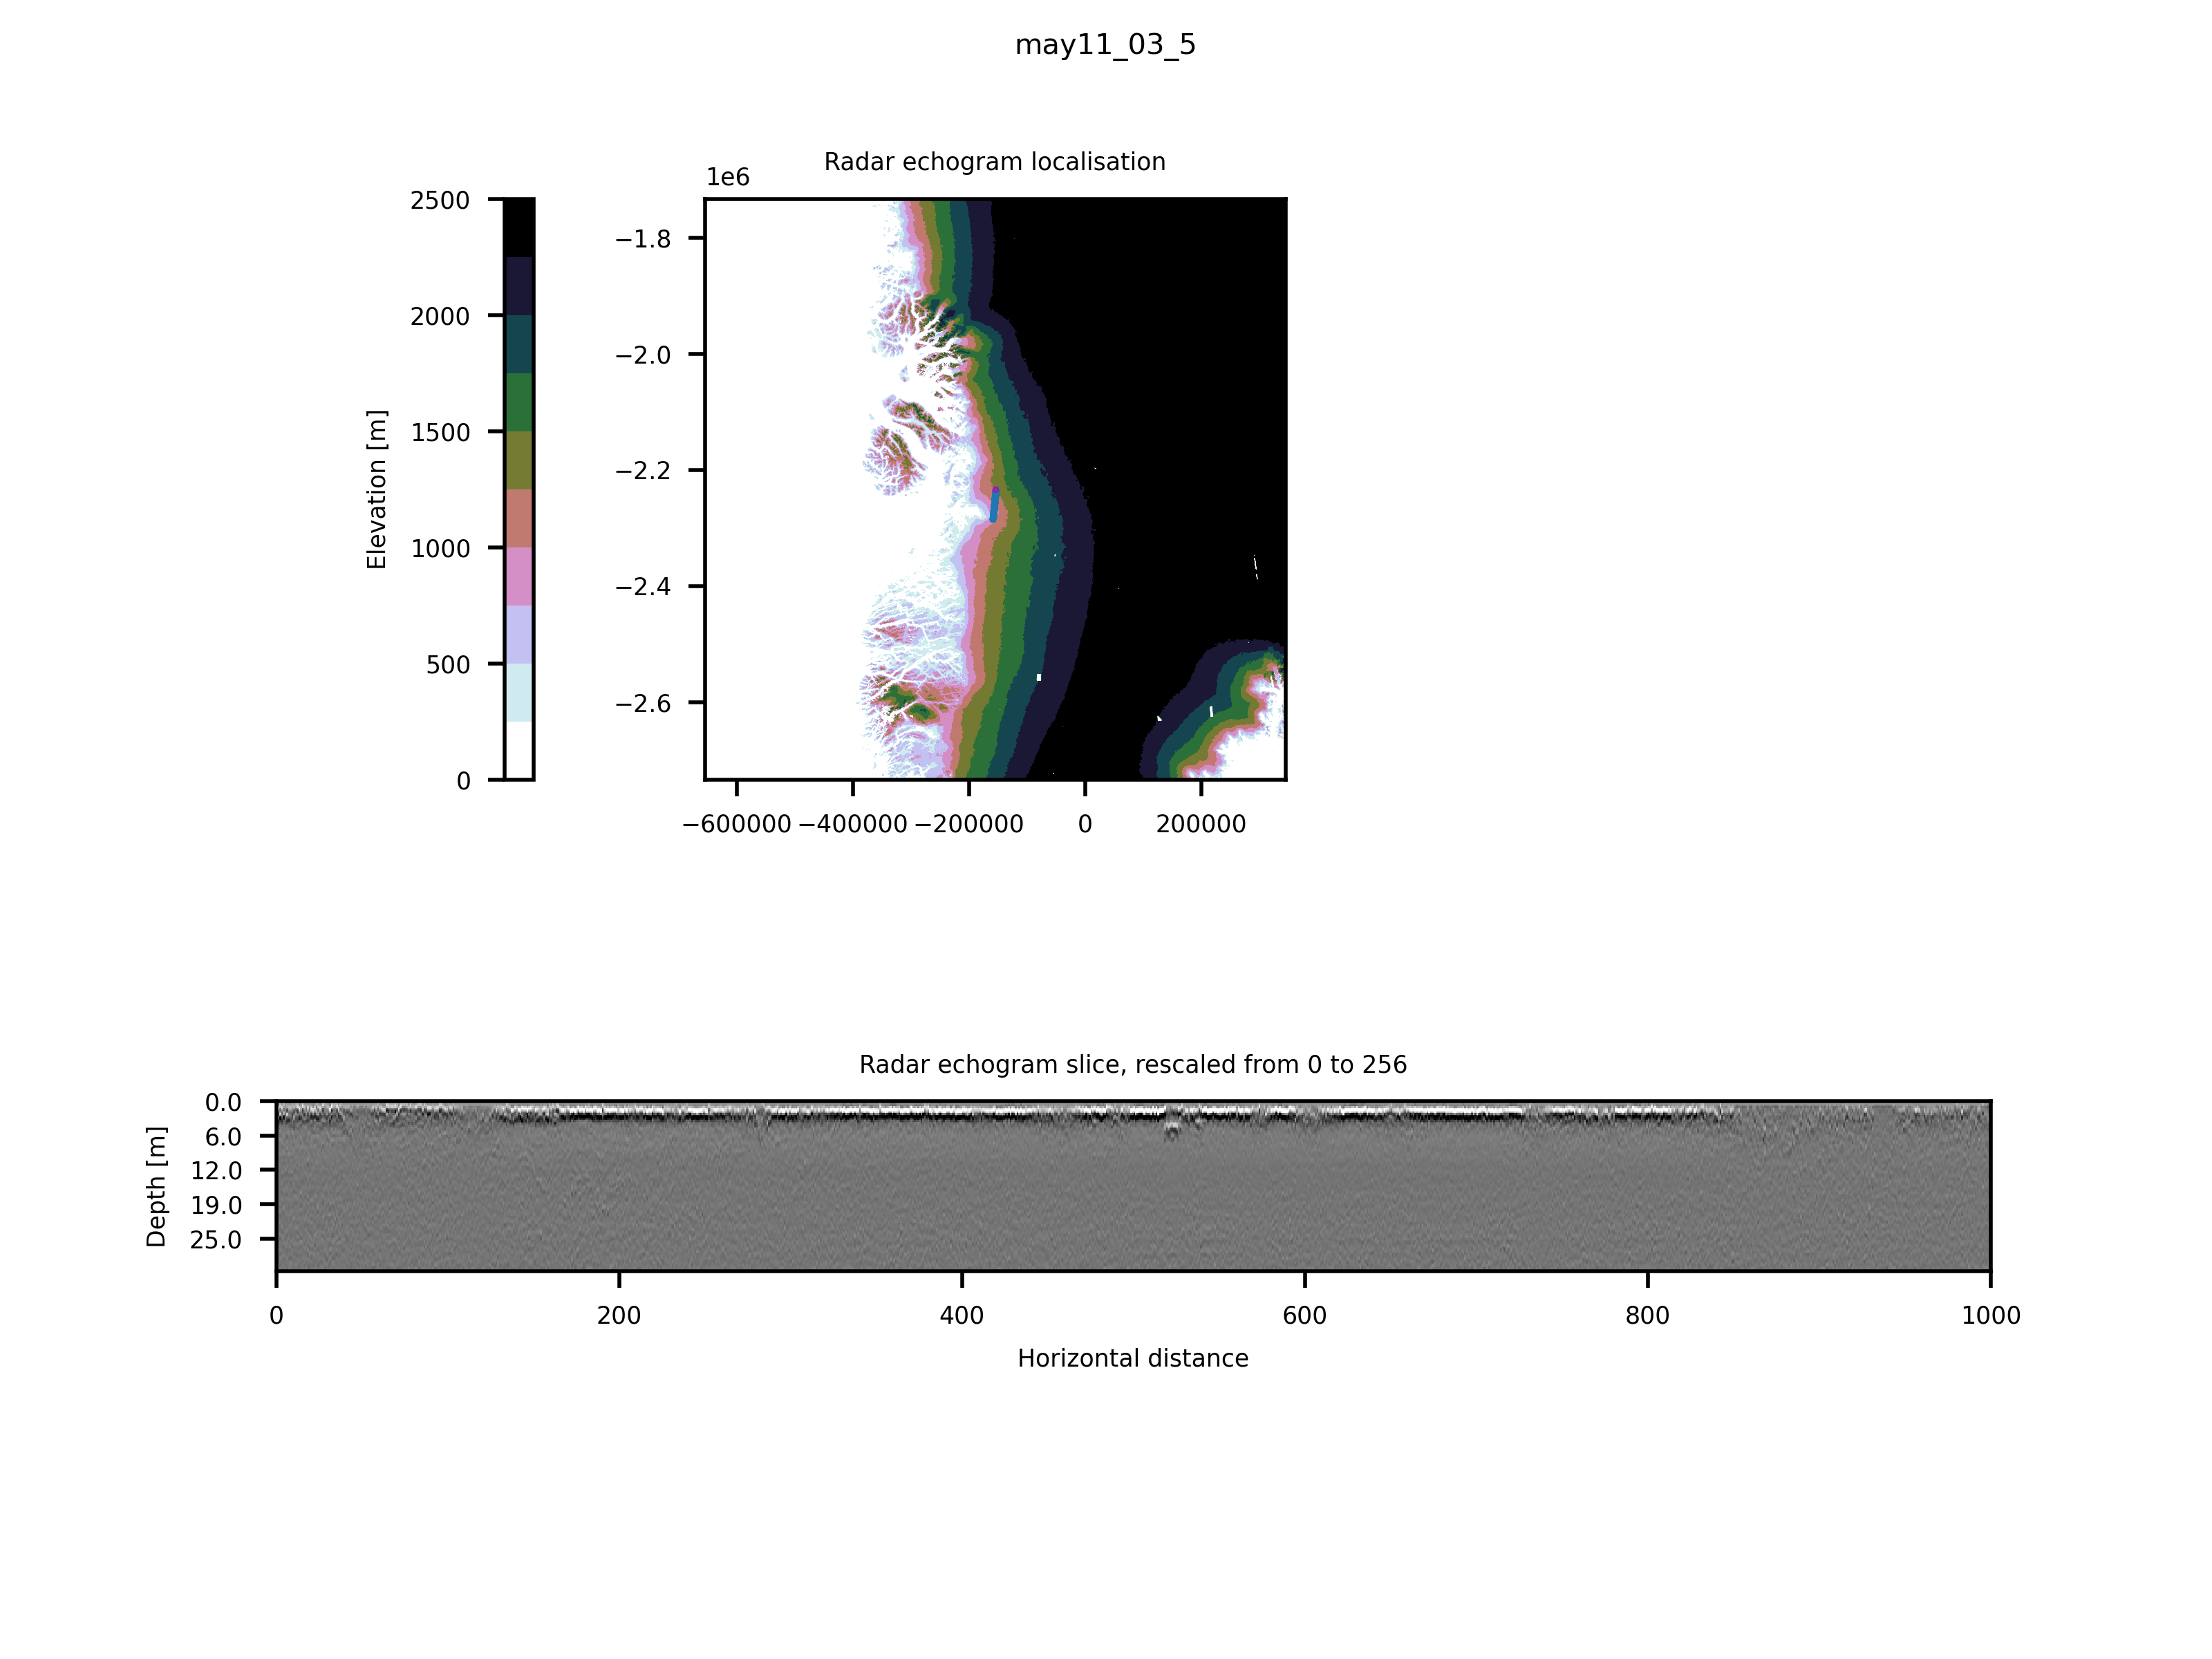 may11_03_5
Radar echogram localisation
1e6
2500
2000
1500
1000
500
0
Elevation [m]
−1.8
−2.0
−2.2
−2.4
−2.6
−600000 −400000 −200000 0 200000
Radar echogram slice, rescaled from 0 to 256
0.0
6.0
12.0
19.0
25.0
Depth [m]
0 200 400 600 800 1000
Horizontal distance